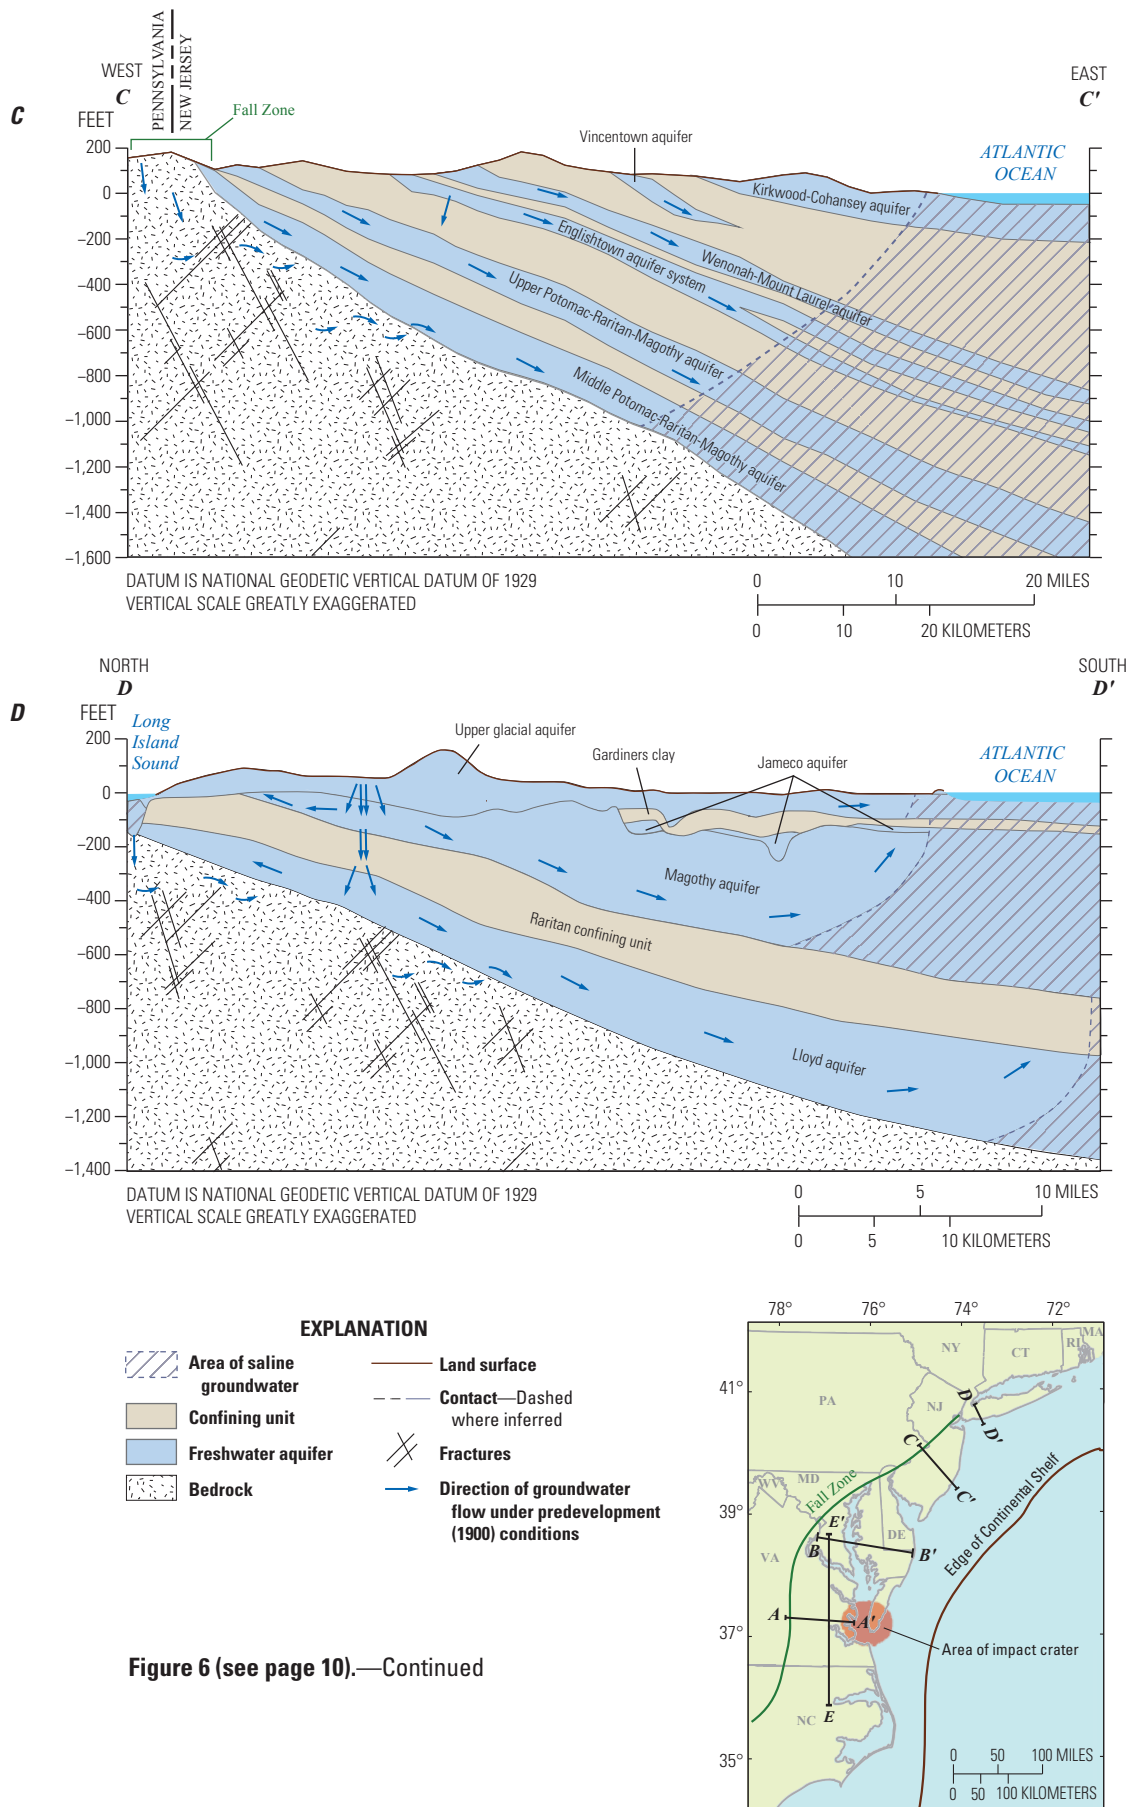 C
WEST
C
FEET
PENNSYLVANIA
NEW JERSEY
Fall Zone
EAST
C'
Vincentown aquifer
ATLANTIC
OCEAN
Kirkwood-Cohansey aquifer
Wenonah-Mount Laurel aquifer
Englishtown aquifer system
Upper Potomac-Raritan-Magothy aquifer
Middle Potomac-Raritan-Magothy aquifer
200
0
–200
–400
–600
–800
–1,000
–1,200
–1,400
–1,600
DATUM IS NATIONAL GEODETIC VERTICAL DATUM OF 1929
VERTICAL SCALE GREATLY EXAGGERATED
0 10 20 MILES
0 10 20 KILOMETERS
D
NORTH
D
FEET
Long
Island
Sound
SOUTH
D'
Upper glacial aquifer
Gardiners clay
Jameco aquifer
ATLANTIC
OCEAN
Magothy aquifer
Raritan confining unit
Lloyd aquifer
200
0
–200
–400
–600
–800
–1,000
–1,200
–1,400
DATUM IS NATIONAL GEODETIC VERTICAL DATUM OF 1929
VERTICAL SCALE GREATLY EXAGGERATED
0 5 10 MILES
0 5 10 KILOMETERS
EXPLANATION
Area of saline
groundwater
Confining unit
Freshwater aquifer
Bedrock
Land surface
Contact—Dashed
where inferred
Fractures
Direction of groundwater
flow under predevelopment
(1900) conditions
78° 76° 74° 72°
41°
39°
37°
35°
NY
CT
RI
MA
PA
NJ
D
D'
C
C'
WV
MD
Fall Zone
E'
DE
B
B'
VA
A
A'
Edge of Continental Shelf
Area of impact crater
NC
E
0 50 100 MILES
0 50 100 KILOMETERS
Figure 6 (see page 10).—Continued